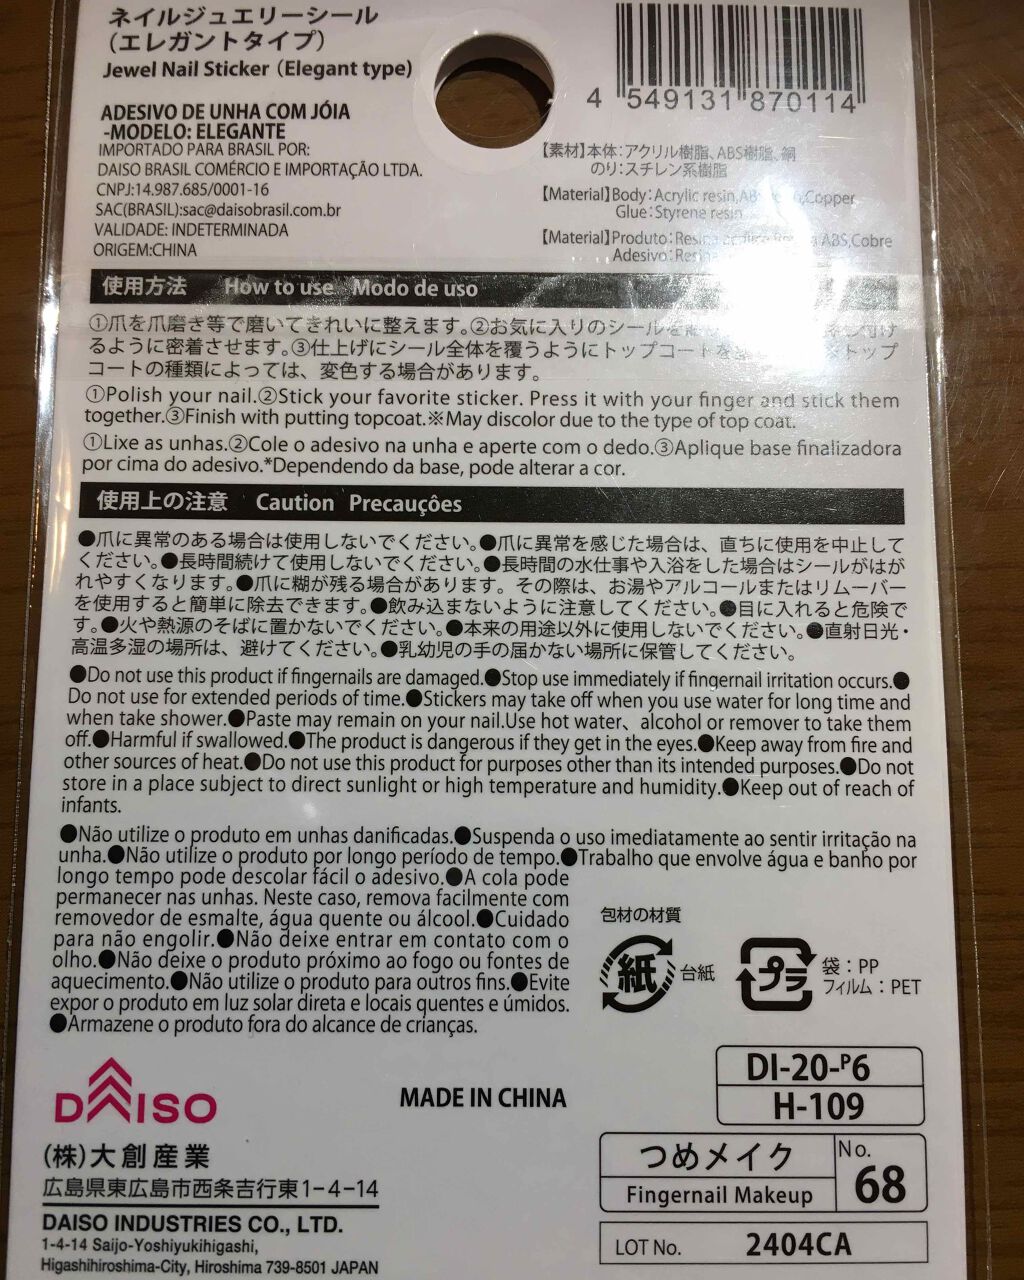 ネイルジュエリーシール
(エレガントタイプ)
Jewel Nail Sticker (Elegant type)
ADESIVO DE UNHA COM JÓIA
-MODELO: ELEGANTE
IMPORTADO PARA BRASIL POR:
DAISO BRASIL COMÉRCIO E IMPORTAÇÃO LTDA.
CNPJ:14.987.685/0001-16
SAC(BRASIL):sac@daisobrasil.com.br
VALIDADE: INDETERMINADA
ORIGEM:CHINA
4 549131 870114
【素材】本体:アクリル樹脂、ABS樹脂、銅
のり:スチレン系樹脂
【Material】Body:Acrylic resin,ABS Copper
Glue:Styrene resin
【Material】Produto: ABS,Cobre
Adesivo:
使用方法 How to use Modo de uso
①爪を爪磨き等で磨いてきれいに整えます。②お気に入りのシールを
るように密着させます。③仕上げにシール全体を覆うようにトップコートを ※トップ
コートの種類によっては、変色する場合があります。
①Polish your nail.②Stick your favorite sticker. Press it with your finger and stick them
together.③Finish with putting topcoat.※May discolor due to the type of top coat.
①Lixe as unhas.②Cole o adesivo na unha e aperte com o dedo.③Aplique base finalizadora
por cima do adesivo.*Dependendo da base, pode alterar a cor.
使用上の注意 Caution Precauções
●爪に異常のある場合は使用しないでください。●爪に異常を感じた場合は、直ちに使用を中止して
ください。●長時間続けて使用しないでください。●長時間の水仕事や入浴をした場合はシールがはが
れやすくなります。●爪に糊が残る場合があります。その際は、お湯やアルコールまたはリムーバー
を使用すると簡単に除去できます。●飲み込まないように注意してください。●目に入れると危険で
す。●火や熱源のそばに置かないでください。●本来の用途以外に使用しないでください。●直射日光・
高温多湿の場所は、避けてください。●乳幼児の手の届かない場所に保管してください。
●Do not use this product if fingernails are damaged.●Stop use immediately if fingernail irritation occurs.●
Do not use for extended periods of time.●Stickers may take off when you use water for long time and
when take shower.●Paste may remain on your nail.Use hot water、alcohol or remover to take them
off.●Harmful if swallowed.●The product is dangerous if they get in the eyes.●Keep away from fire and
other sources of heat.●Do not use this product for purposes other than its intended purposes.●Do not
store in a place subject to direct sunlight or high temperature and humidity.●Keep out of reach of
infants.
●Não utilize o produto em unhas danificadas.●Suspenda o uso imediatamente ao sentir irritação na
unha.●Não utilize o produto por longo período de tempo.●Trabalho que envolve água e banho por
longo tempo pode descolar fácil o adesivo.●A cola pode
permanecer nas unhas. Neste caso, remova facilmente com
removedor de esmalte, água quente ou álcool.●Cuidado
para não engolir.●Não deixe entrar em contato com o
olho.●Não deixe o produto próximo ao fogo ou fontes de
aquecimento.●Não utilize o produto para outros fins.●Evite
expor o produto em luz solar direta e locais quentes e úmidos.
●Armazene o produto fora do alcance de crianças.
包材の材質
紙 台紙
プラ 袋:PP
フィルム:PET
DAISO
MADE IN CHINA
DI-20-P6
H-109
(株)大創産業
広島県東広島市西条吉行東1-4-14
DAISO INDUSTRIES CO., LTD.
1-4-14 Saijo-Yoshiyukihigashi,
Higashihiroshima-City, Hiroshima 739-8501 JAPAN
つめメイク
Fingernail Makeup
No.
68
LOT No. 2404CA